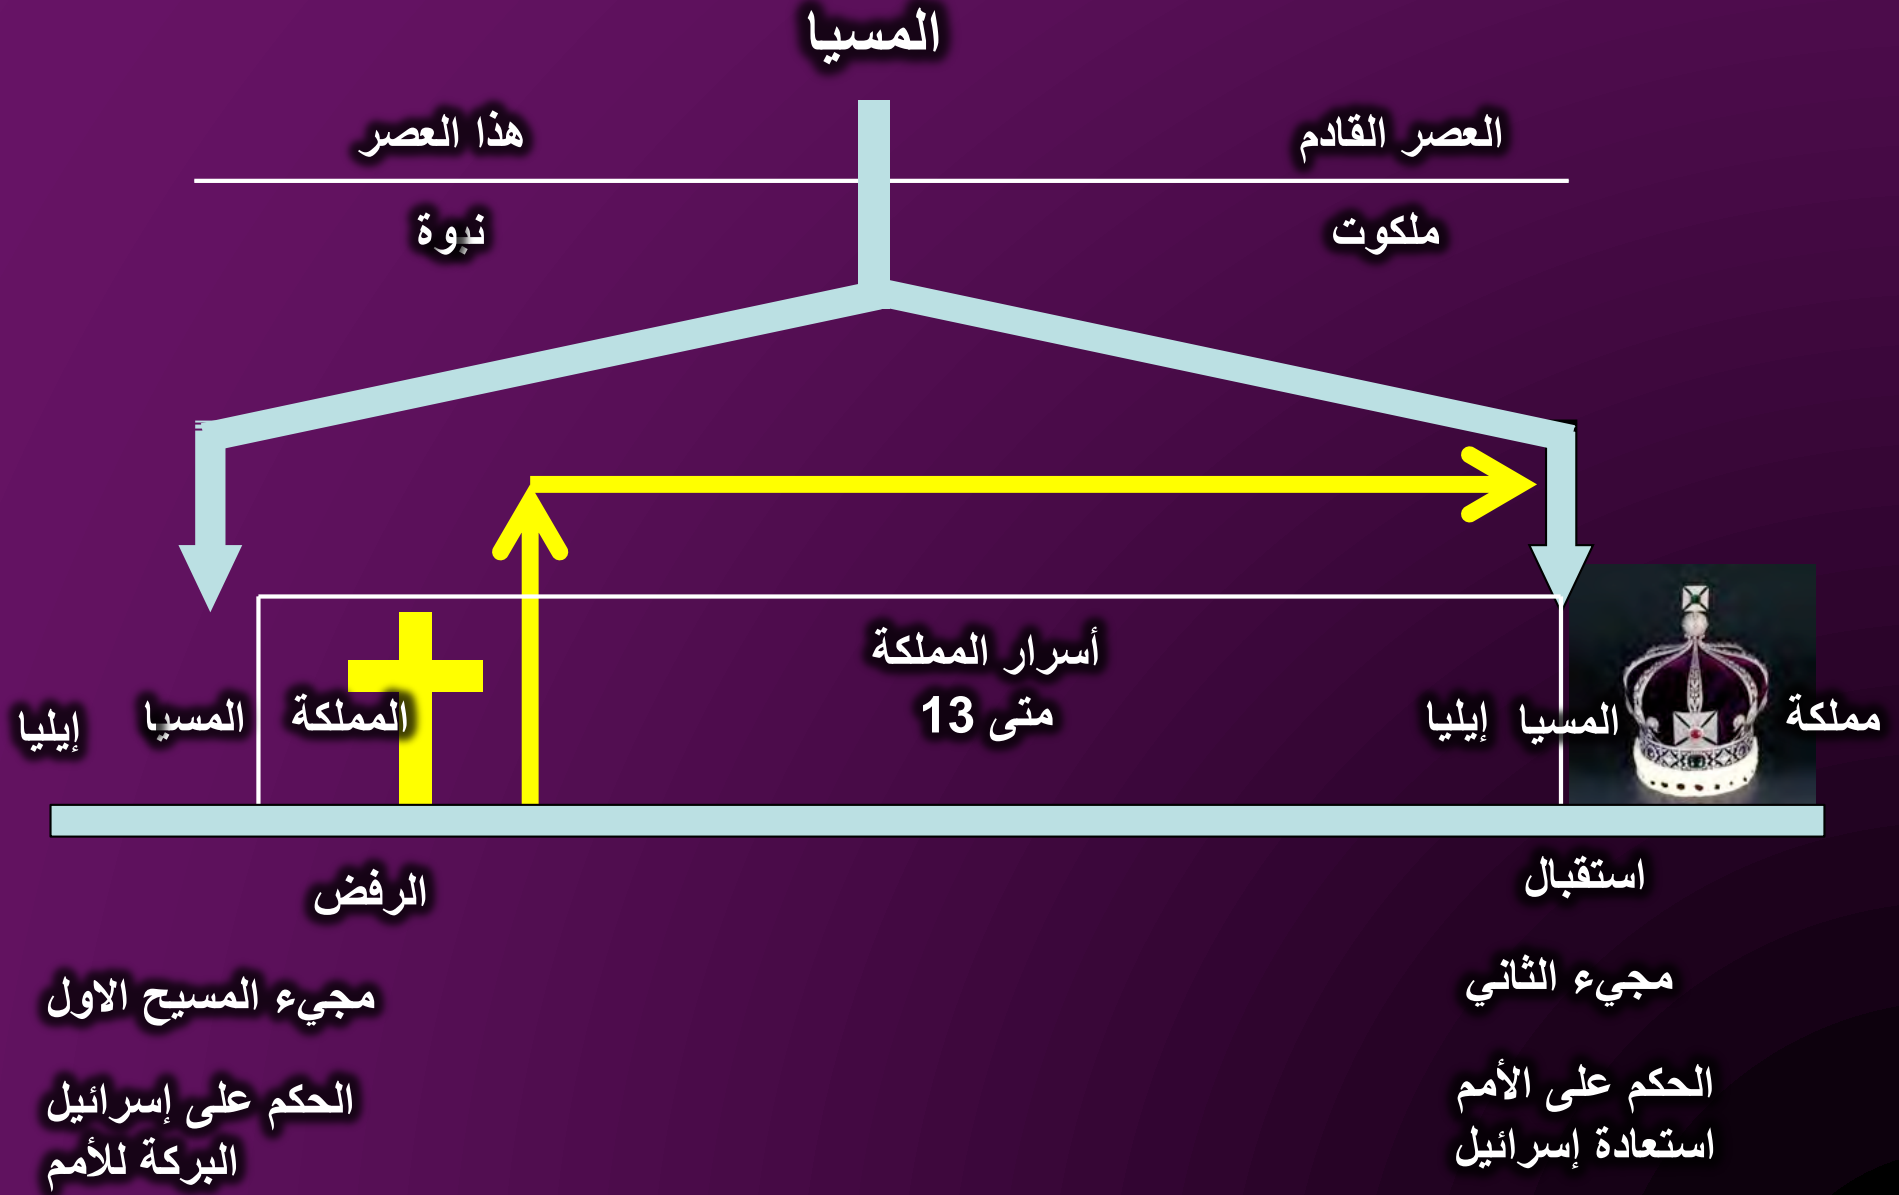 المسيا
العصر القادم
هذا العصر
ملكوت
نبوة
أسرار المملكة
متى 13
مملكة
المسيا
إيليا
المملكة
المسيا
إيليا
استقبال
الرفض
مجيء الثاني
مجيء المسيح الاول
الحكم على الأمم
استعادة إسرائيل
الحكم على إسرائيل
البركة للأمم